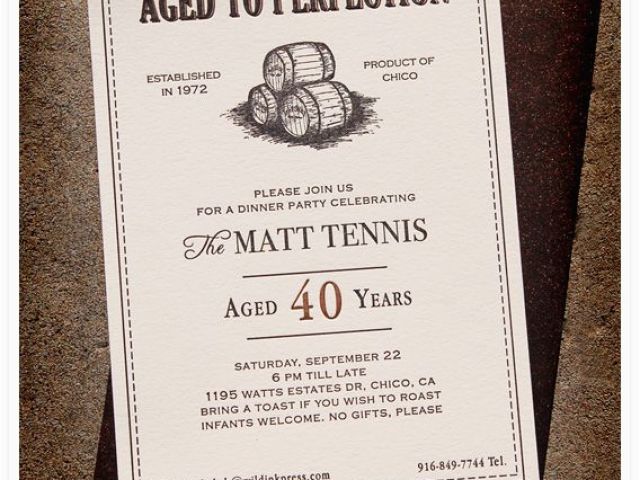 AGED TO PERFECTION
ESTABLISHED
IN 1972
PRODUCT OF
CHICO
PLEASE JOIN US
FOR A DINNER PARTY CELEBRATING
The MATT TENNIS
AGED 40 YEARS
SATURDAY, SEPTEMBER 22
6 PM TILL LATE
1195 WATTS ESTATES DR, CHICO, CA
BRING A TOAST IF YOU WISH TO ROAST
INFANTS WELCOME. NO GIFTS, PLEASE
916-849-7744 Tel.